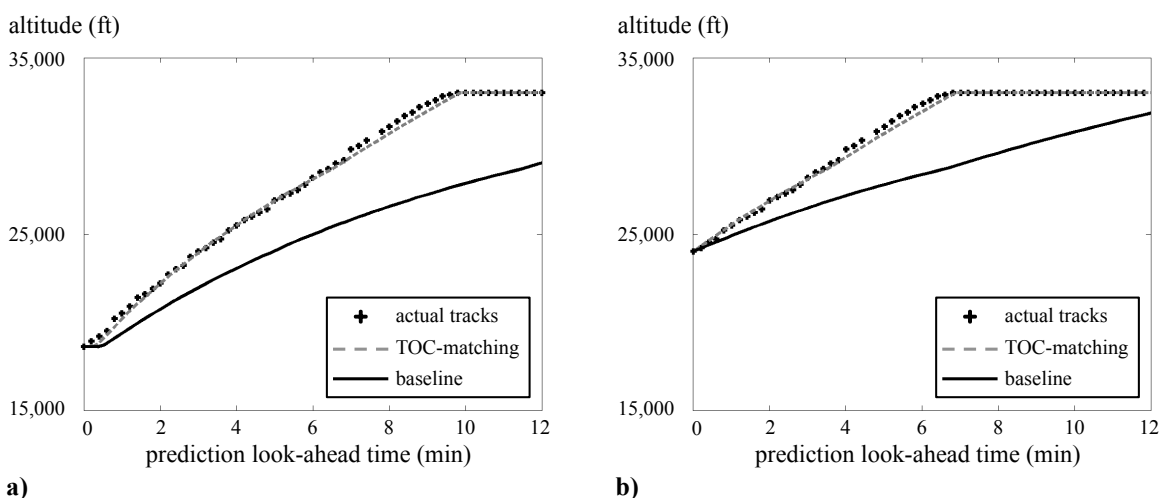 altitude (ft)
35,000
25,000
15,000
0 2 4 6 8 10 12
prediction look-ahead time (min)
actual tracks
TOC-matching
baseline
a)
altitude (ft)
35,000
25,000
15,000
0 2 4 6 8 10 12
prediction look-ahead time (min)
actual tracks
TOC-matching
baseline
b)